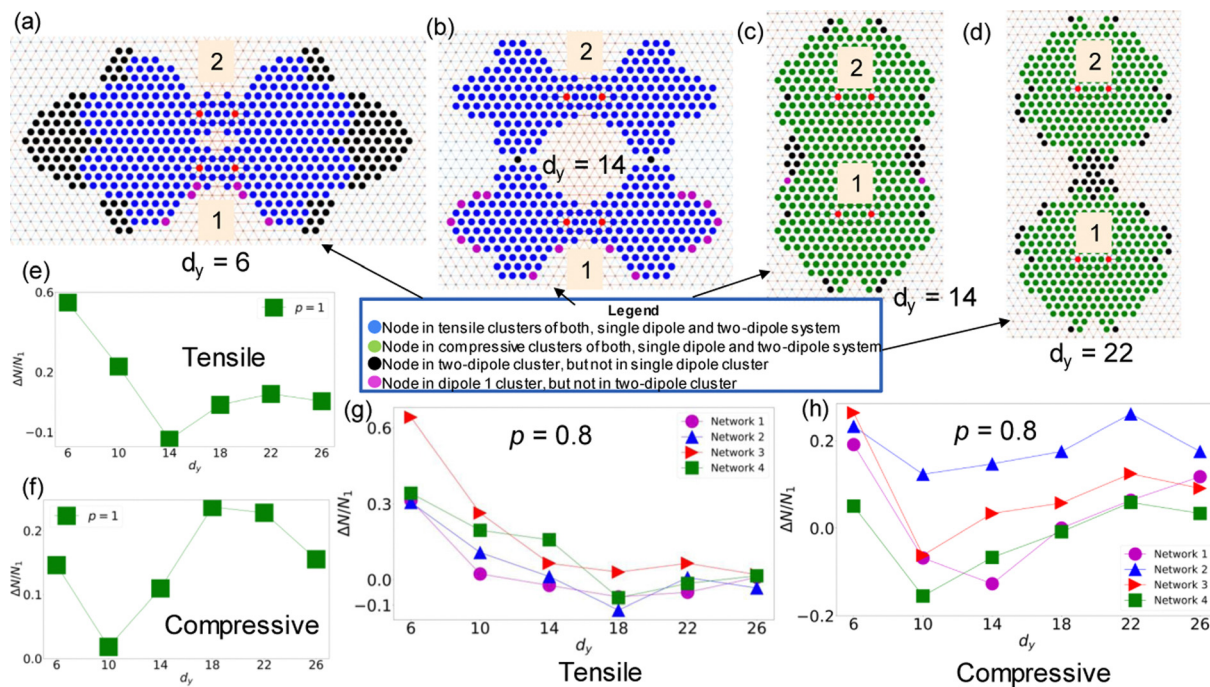 (a)
2
1
d_y = 6
(b)
2
d_y = 14
1
(c)
2
1
d_y = 14
(d)
2
1
d_y = 22
Legend
Node in tensile clusters of both, single dipole and two-dipole system
Node in compressive clusters of both, single dipole and two-dipole system
Node in two-dipole cluster, but not in single dipole cluster
Node in dipole 1 cluster, but not in two-dipole cluster
(e)
ΔN/N₁
0.6
0.2
−0.1
p = 1
Tensile
6 10 14 18 22 26
d_y
(f)
ΔN/N₁
0.2
0.1
0.0
p = 1
Compressive
6 10 14 18 22 26
d_y
(g)
ΔN/N₁
0.6
0.3
0.0
−0.1
p = 0.8
Network 1
Network 2
Network 3
Network 4
6 10 14 18 22 26
d_y
Tensile
(h)
ΔN/N₁
0.2
0.0
−0.2
p = 0.8
Network 1
Network 2
Network 3
Network 4
6 10 14 18 22 26
d_y
Compressive